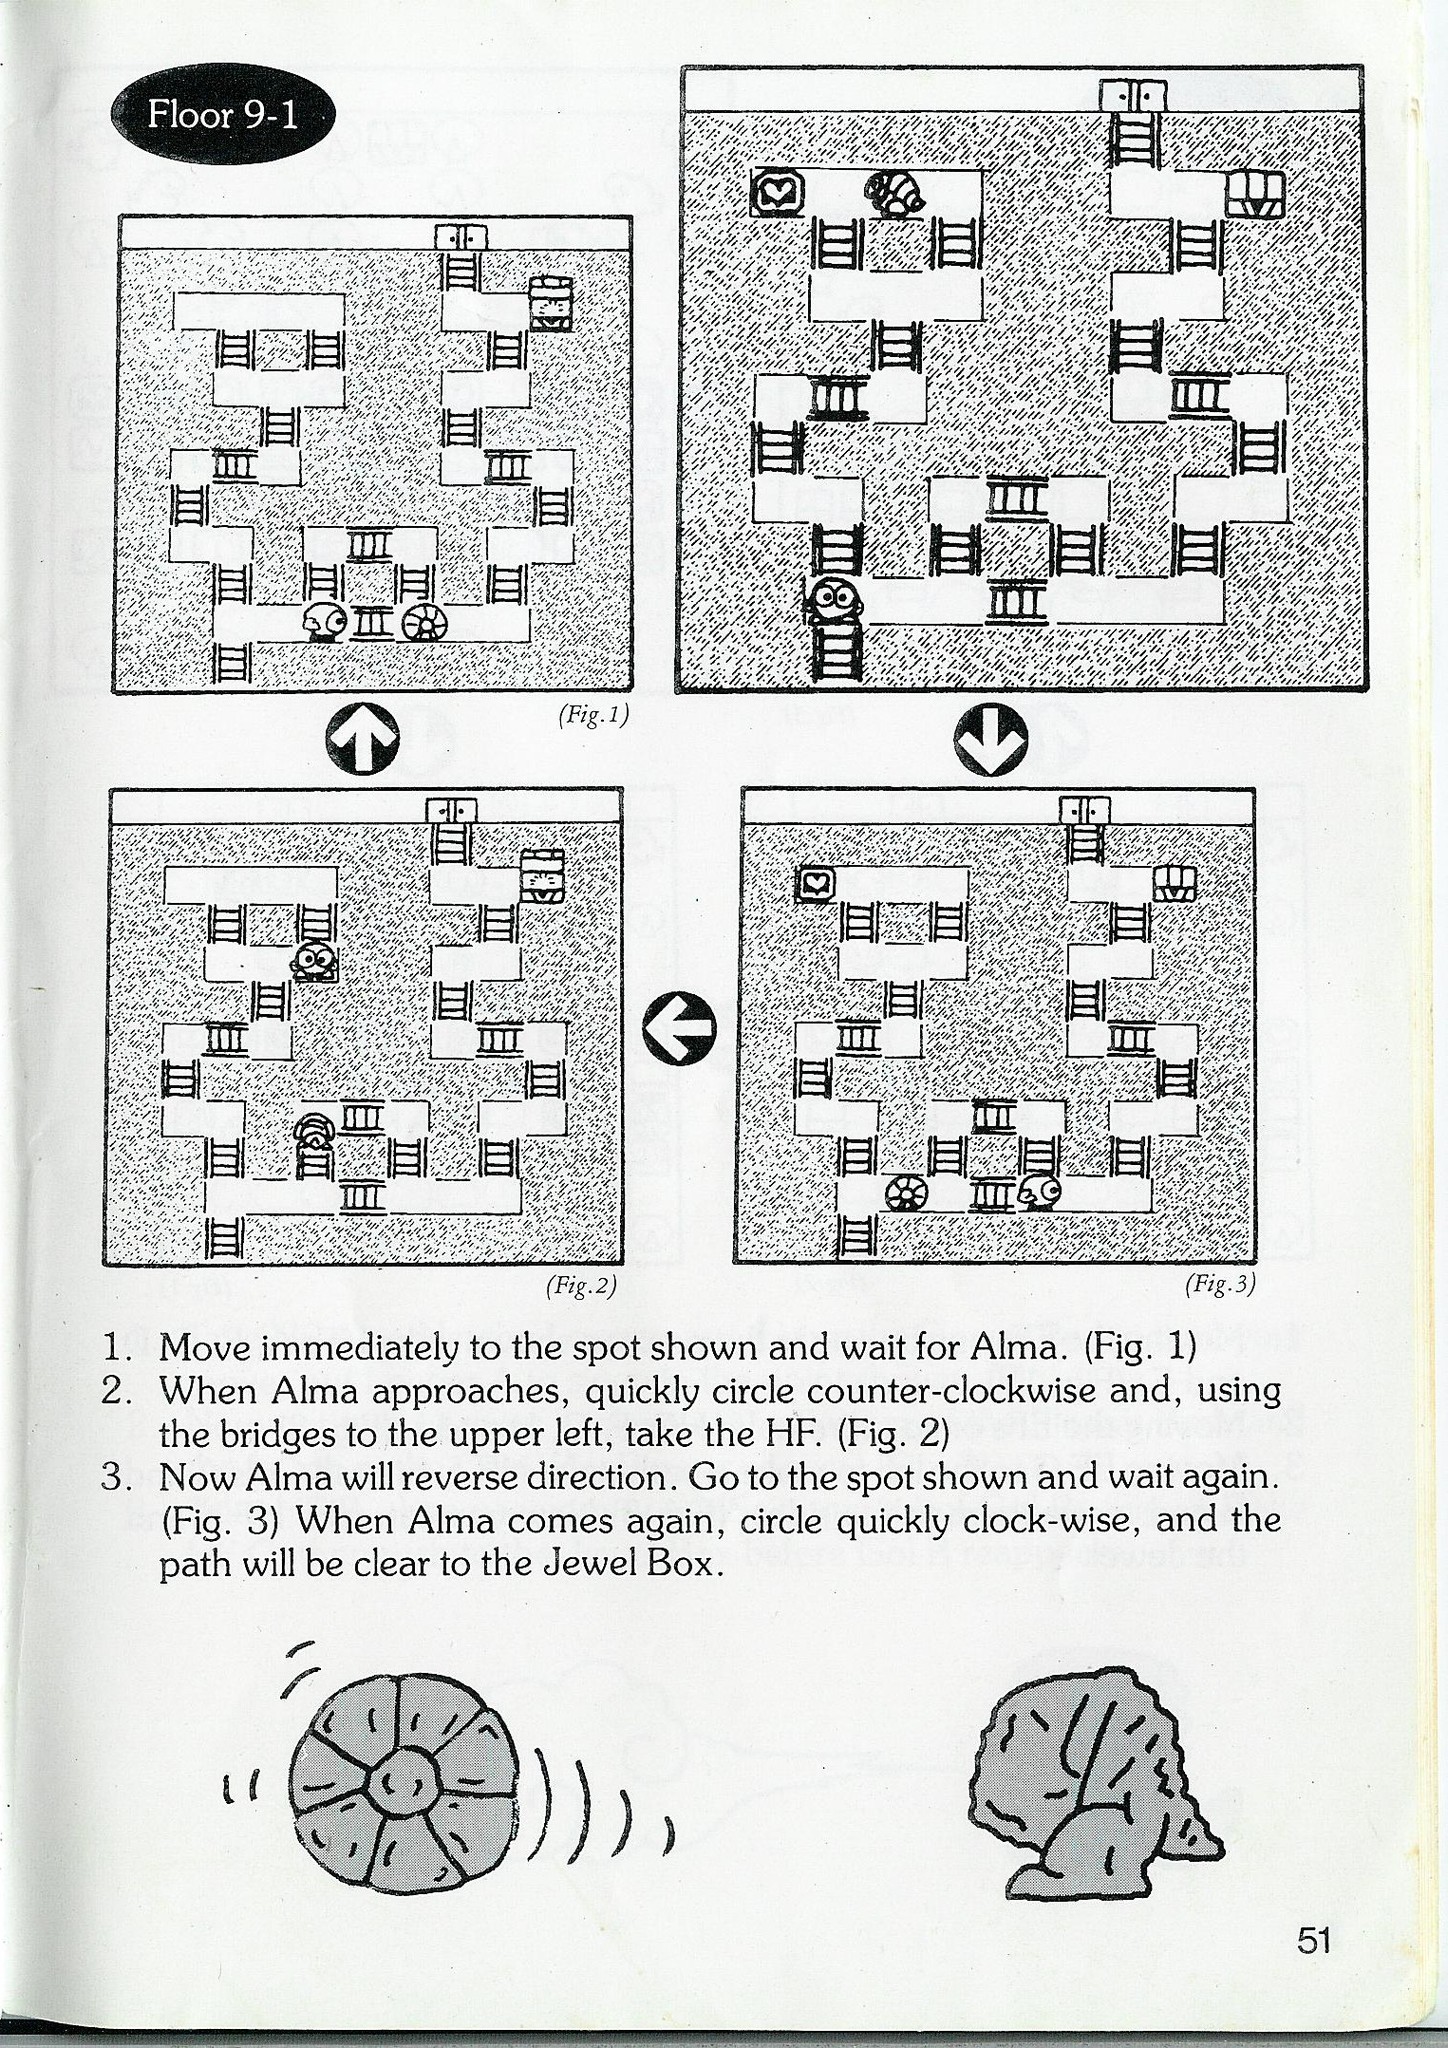 Floor 9-1
(Fig.1)
(Fig.2)
(Fig.3)
1. Move immediately to the spot shown and wait for Alma. (Fig. 1)
2. When Alma approaches, quickly circle counter-clockwise and, using
the bridges to the upper left, take the HF. (Fig. 2)
3. Now Alma will reverse direction. Go to the spot shown and wait again.
(Fig. 3) When Alma comes again, circle quickly clock-wise, and the
path will be clear to the Jewel Box.
51